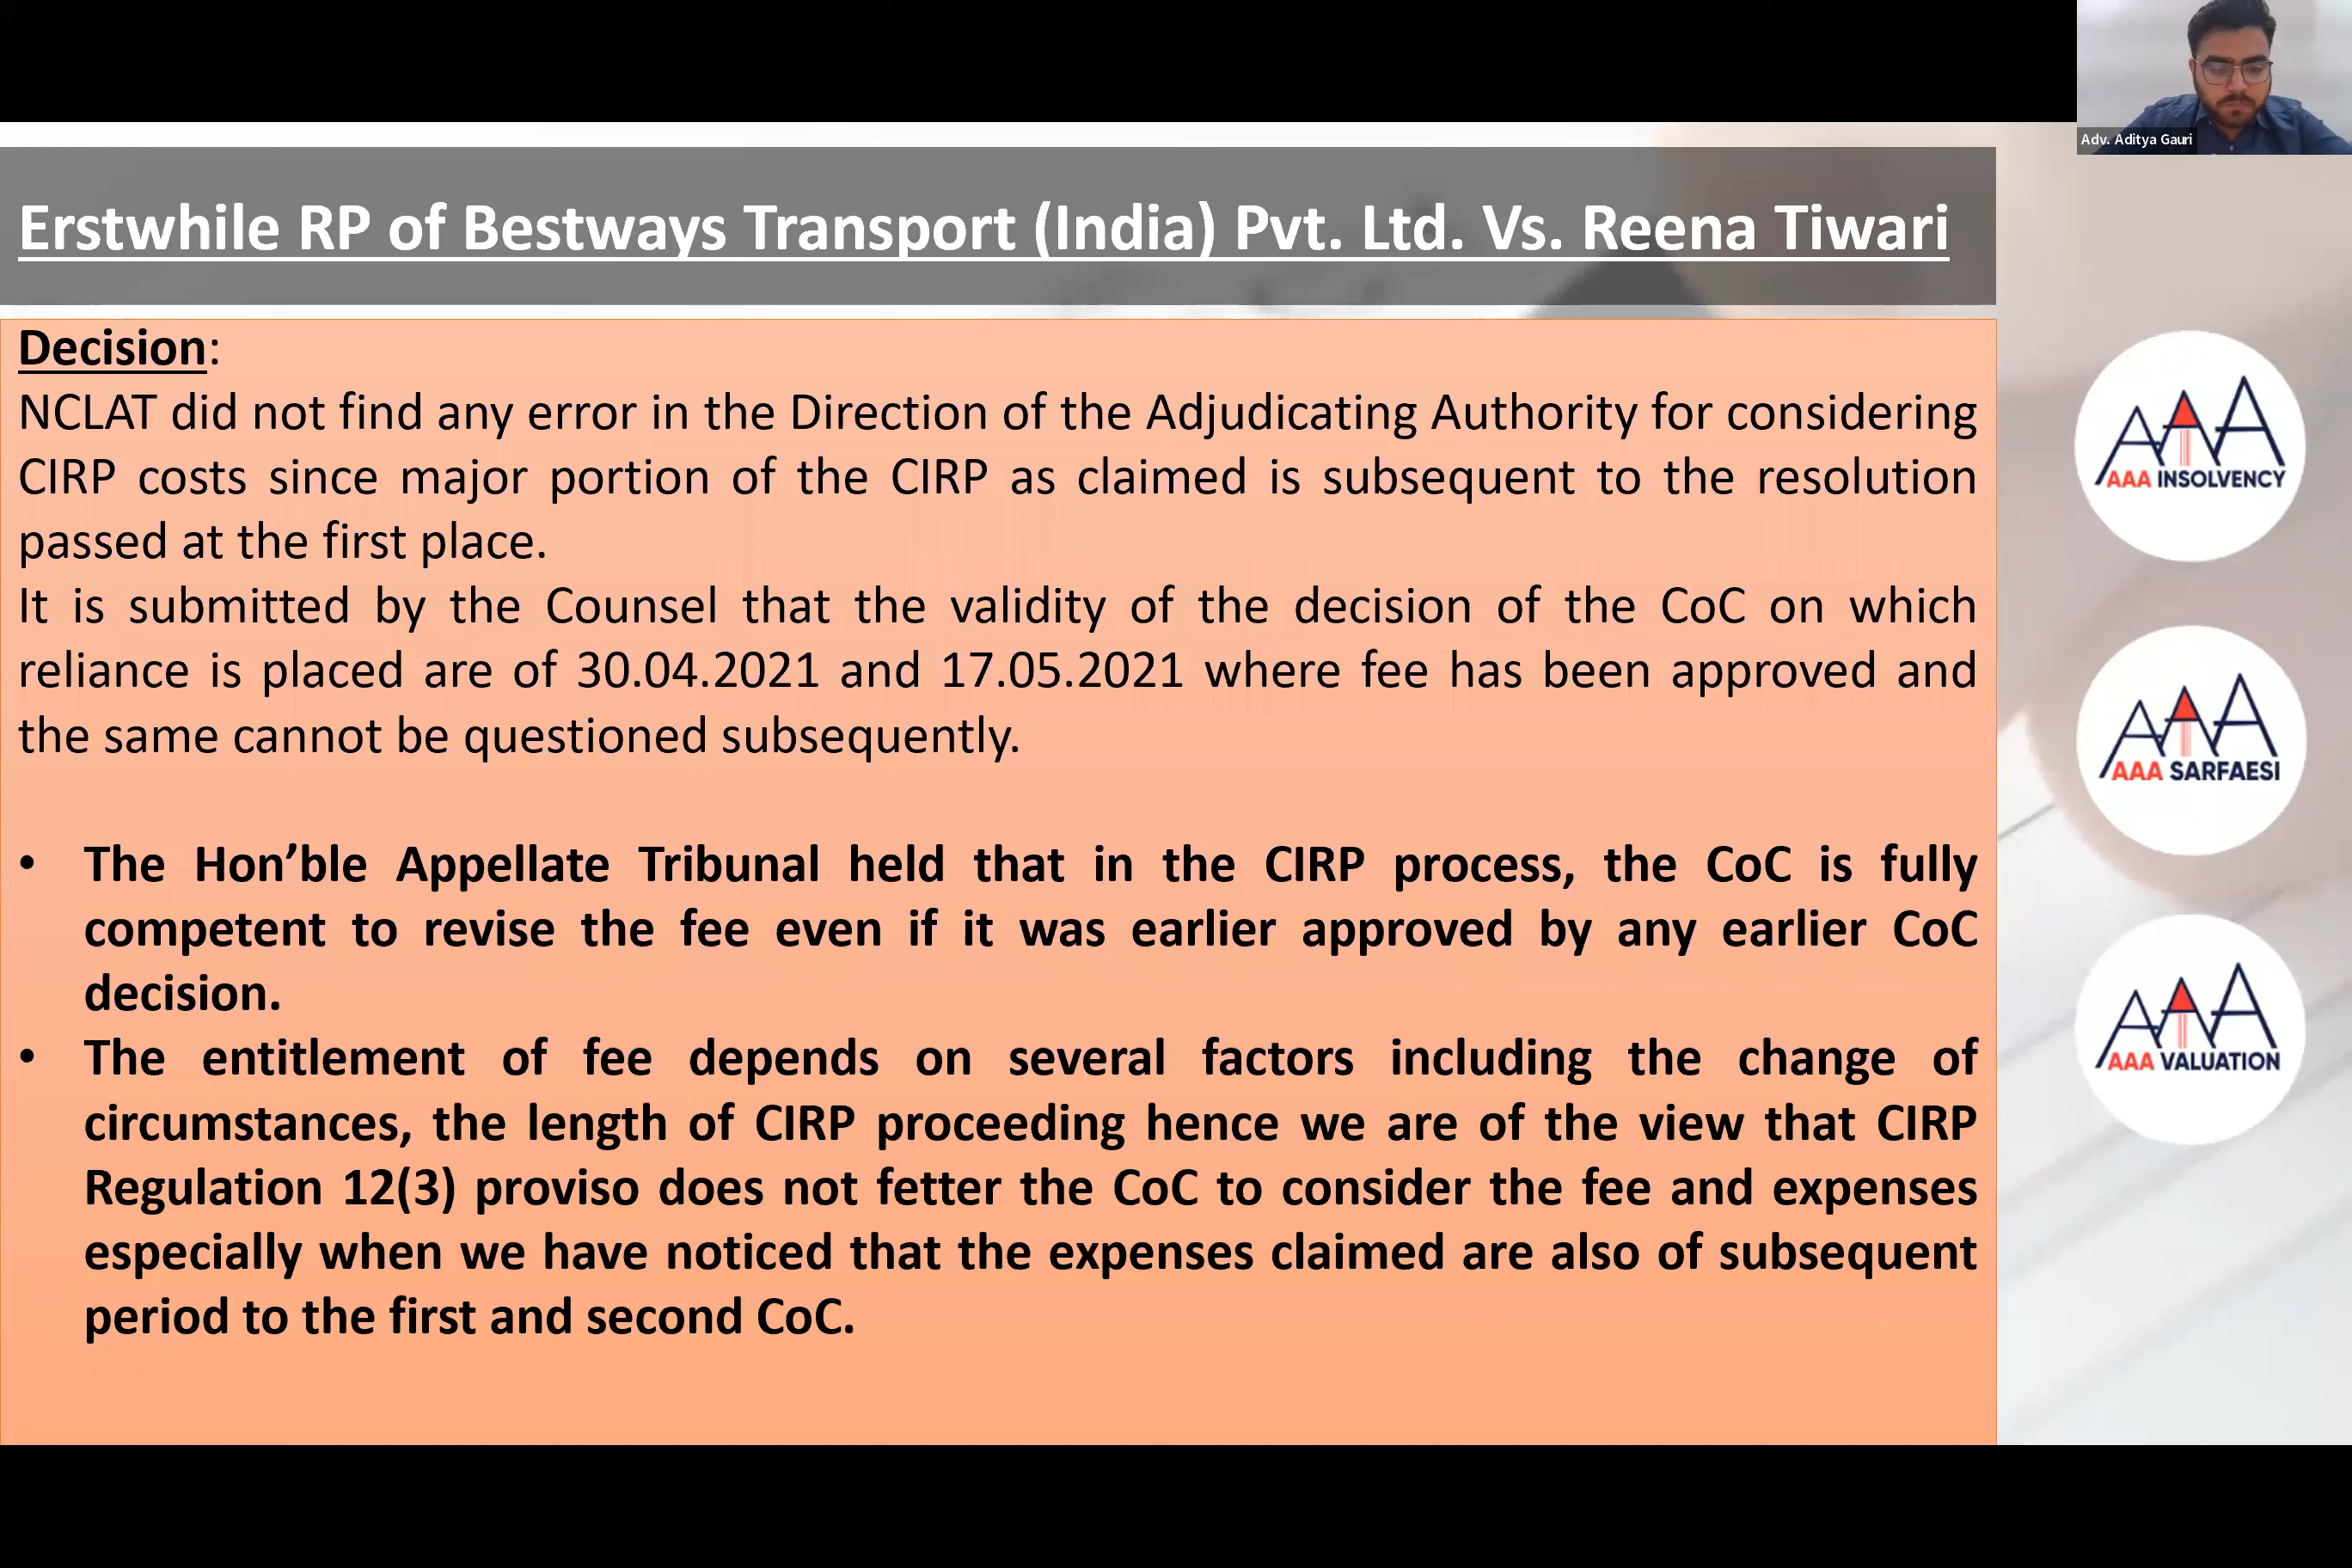 Adv. Aditya Gauri
Erstwhile RP of Bestways Transport (India) Pvt. Ltd. Vs. Reena Tiwari
Decision:
NCLAT did not find any error in the Direction of the Adjudicating Authority for considering
CIRP costs since major portion of the CIRP as claimed is subsequent to the resolution
passed at the first place.
It is submitted by the Counsel that the validity of the decision of the CoC on which
reliance is placed are of 30.04.2021 and 17.05.2021 where fee has been approved and
the same cannot be questioned subsequently.
• The Hon’ble Appellate Tribunal held that in the CIRP process, the CoC is fully
competent to revise the fee even if it was earlier approved by any earlier CoC
decision.
• The entitlement of fee depends on several factors including the change of
circumstances, the length of CIRP proceeding hence we are of the view that CIRP
Regulation 12(3) proviso does not fetter the CoC to consider the fee and expenses
especially when we have noticed that the expenses claimed are also of subsequent
period to the first and second CoC.
AAA
AAA INSOLVENCY
AAA
AAA SARFAESI
AAA
AAA VALUATION